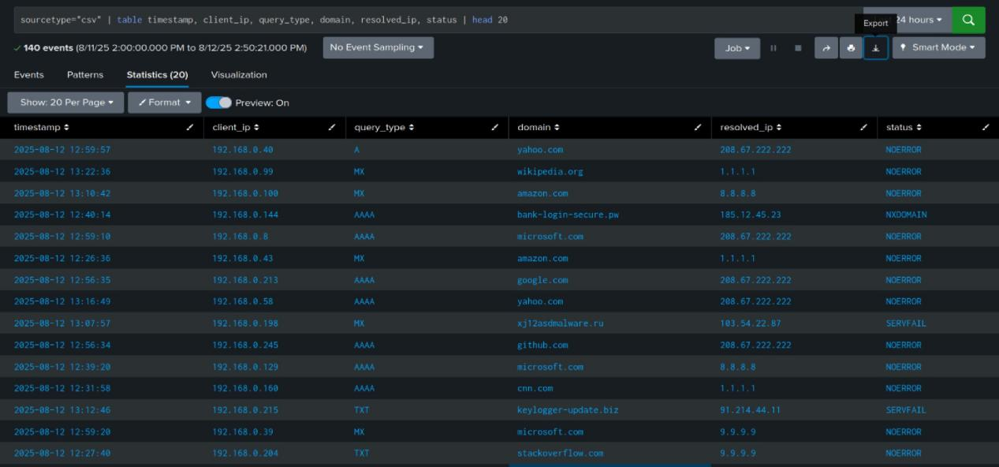 sourcetype="csv" | table timestamp, client_ip, query_type, domain, resolved_ip, status | head 20
24 hours
Export
140 events (8/11/25 2:00:00.000 PM to 8/12/25 2:50:21.000 PM) No Event Sampling Job Smart Mode
Events Patterns Statistics (20) Visualization
Show: 20 Per Page Format Preview: On
timestamp client_ip query_type domain resolved_ip status
2025-08-12 12:59:57 192.168.0.40 A yahoo.com 208.67.222.222 NOERROR
2025-08-12 13:22:36 192.168.0.99 MX wikipedia.org 1.1.1.1 NOERROR
2025-08-12 13:10:42 192.168.0.100 MX amazon.com 8.8.8.8 NOERROR
2025-08-12 12:40:14 192.168.0.144 AAAA bank-login-secure.pw 185.12.45.23 NXDOMAIN
2025-08-12 12:59:10 192.168.0.8 AAAA microsoft.com 208.67.222.222 NOERROR
2025-08-12 12:26:36 192.168.0.43 MX amazon.com 1.1.1.1 NOERROR
2025-08-12 12:56:35 192.168.0.213 AAAA google.com 208.67.222.222 NOERROR
2025-08-12 13:16:49 192.168.0.58 AAAA yahoo.com 208.67.222.222 NOERROR
2025-08-12 13:07:57 192.168.0.198 MX xj12asdmalware.ru 103.54.22.87 SERVFAIL
2025-08-12 12:56:34 192.168.0.245 AAAA github.com 208.67.222.222 NOERROR
2025-08-12 12:39:20 192.168.0.129 AAAA microsoft.com 8.8.8.8 NOERROR
2025-08-12 12:31:58 192.168.0.160 AAAA cnn.com 1.1.1.1 NOERROR
2025-08-12 13:12:46 192.168.0.215 TXT keylogger-update.biz 91.214.44.11 SERVFAIL
2025-08-12 12:59:20 192.168.0.39 MX microsoft.com 9.9.9.9 NOERROR
2025-08-12 12:27:40 192.168.0.204 TXT stackoverflow.com 9.9.9.9 NOERROR